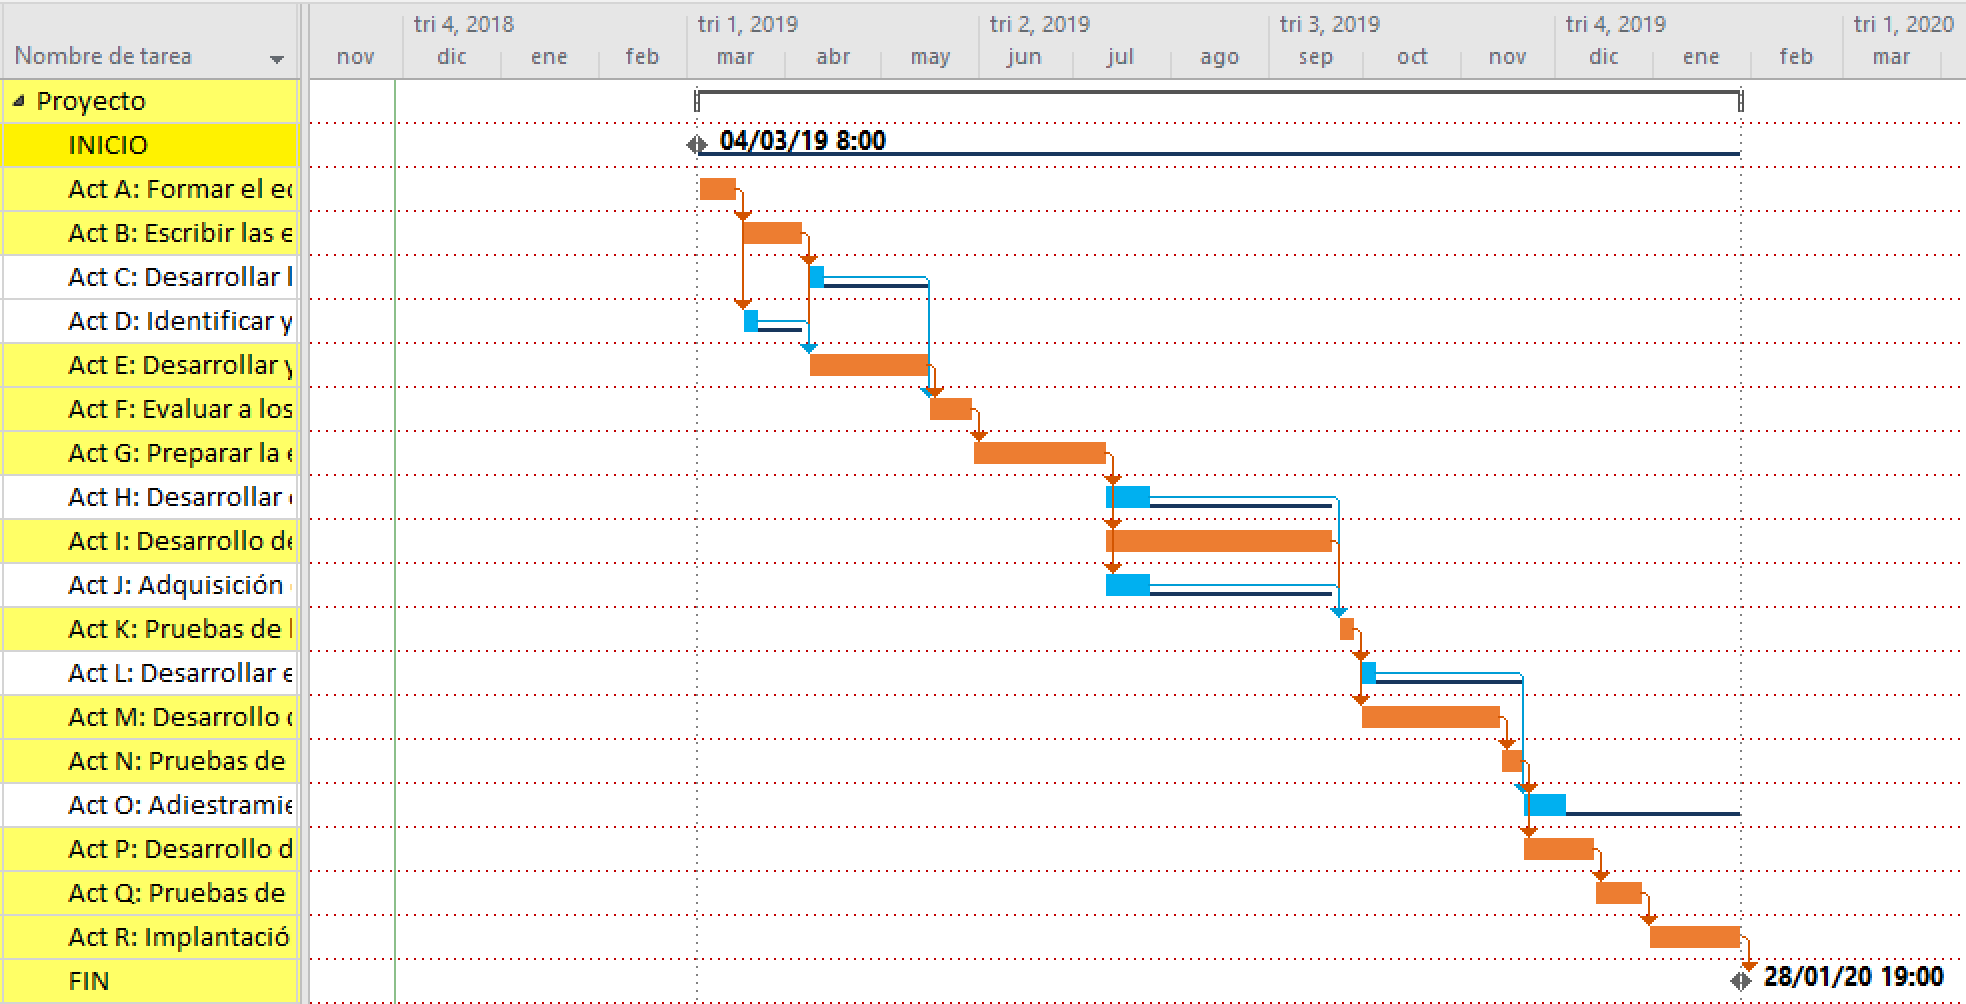 tri 4, 2018 tri 1, 2019 tri 2, 2019 tri 3, 2019 tri 4, 2019 tri 1, 2020
Nombre de tarea nov dic ene feb mar abr may jun jul ago sep oct nov dic ene feb mar
Proyecto
INICIO 04/03/19 8:00
Act A: Formar el
Act B: Escribir las
Act C: Desarrollar
Act D: Identificar y
Act E: Desarrollar y
Act F: Evaluar a los
Act G: Preparar la
Act H: Desarrollar
Act I: Desarrollo
Act J: Adquisición
Act K: Pruebas de
Act L: Desarrollar
Act M: Desarrollo
Act N: Pruebas de
Act O:
Act P: Desarrollo
Act Q: Pruebas de
Act R:
FIN 28/01/20 19:00